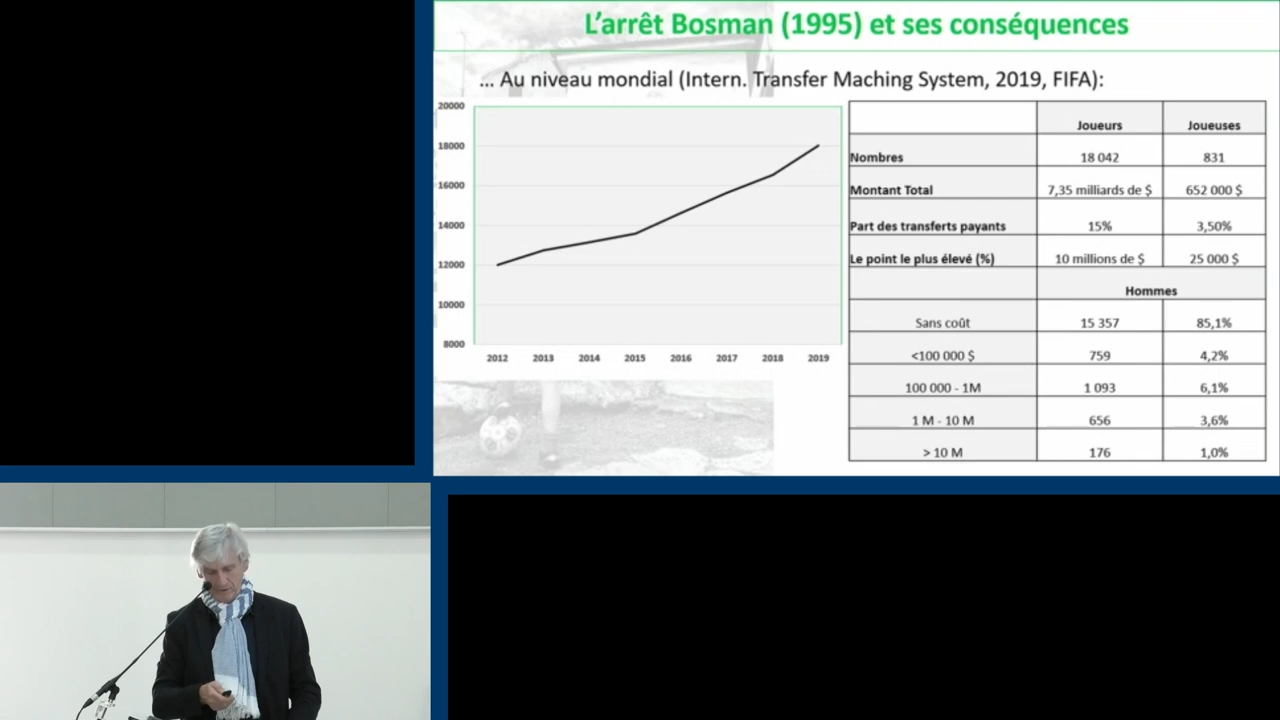 L'arrêt Bosman (1995) et ses conséquences
... Au niveau mondial (Intern. Transfer Maching System, 2019, FIFA):
20000
18000
16000
14000
12000
10000
8000
2012 2013 2014 2015 2016 2017 2018 2019
Joueurs Joueuses
Nombres 18 042 831
Montant Total 7,35 milliards de $ 652 000 $
Part des transferts payants 15% 3,50%
Le point le plus élevé (%) 10 millions de $ 25 000 $
Hommes
Sans coût 15 357 85,1%
<100 000 $ 759 4,2%
100 000 - 1M 1 093 6,1%
1 M - 10 M 656 3,6%
> 10 M 176 1,0%